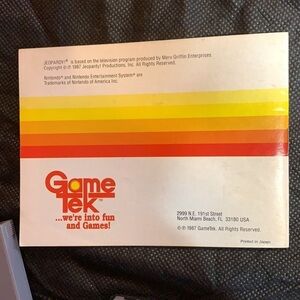 JEOPARDY!® is based on the television program produced by Merv Griffin Enterprises.
Copyright © ℗ 1987 Jeopardy! Productions, Inc. All Rights Reserved.
Nintendo® and Nintendo Entertainment System® are
Trademarks of Nintendo of America Inc.
Game
Tek™
...we're into fun
and Games!
2999 N.E. 191st Street
North Miami Beach, FL 33180 USA
© ℗ 1987 GameTek. All Rights Reserved.
Printed in Japan